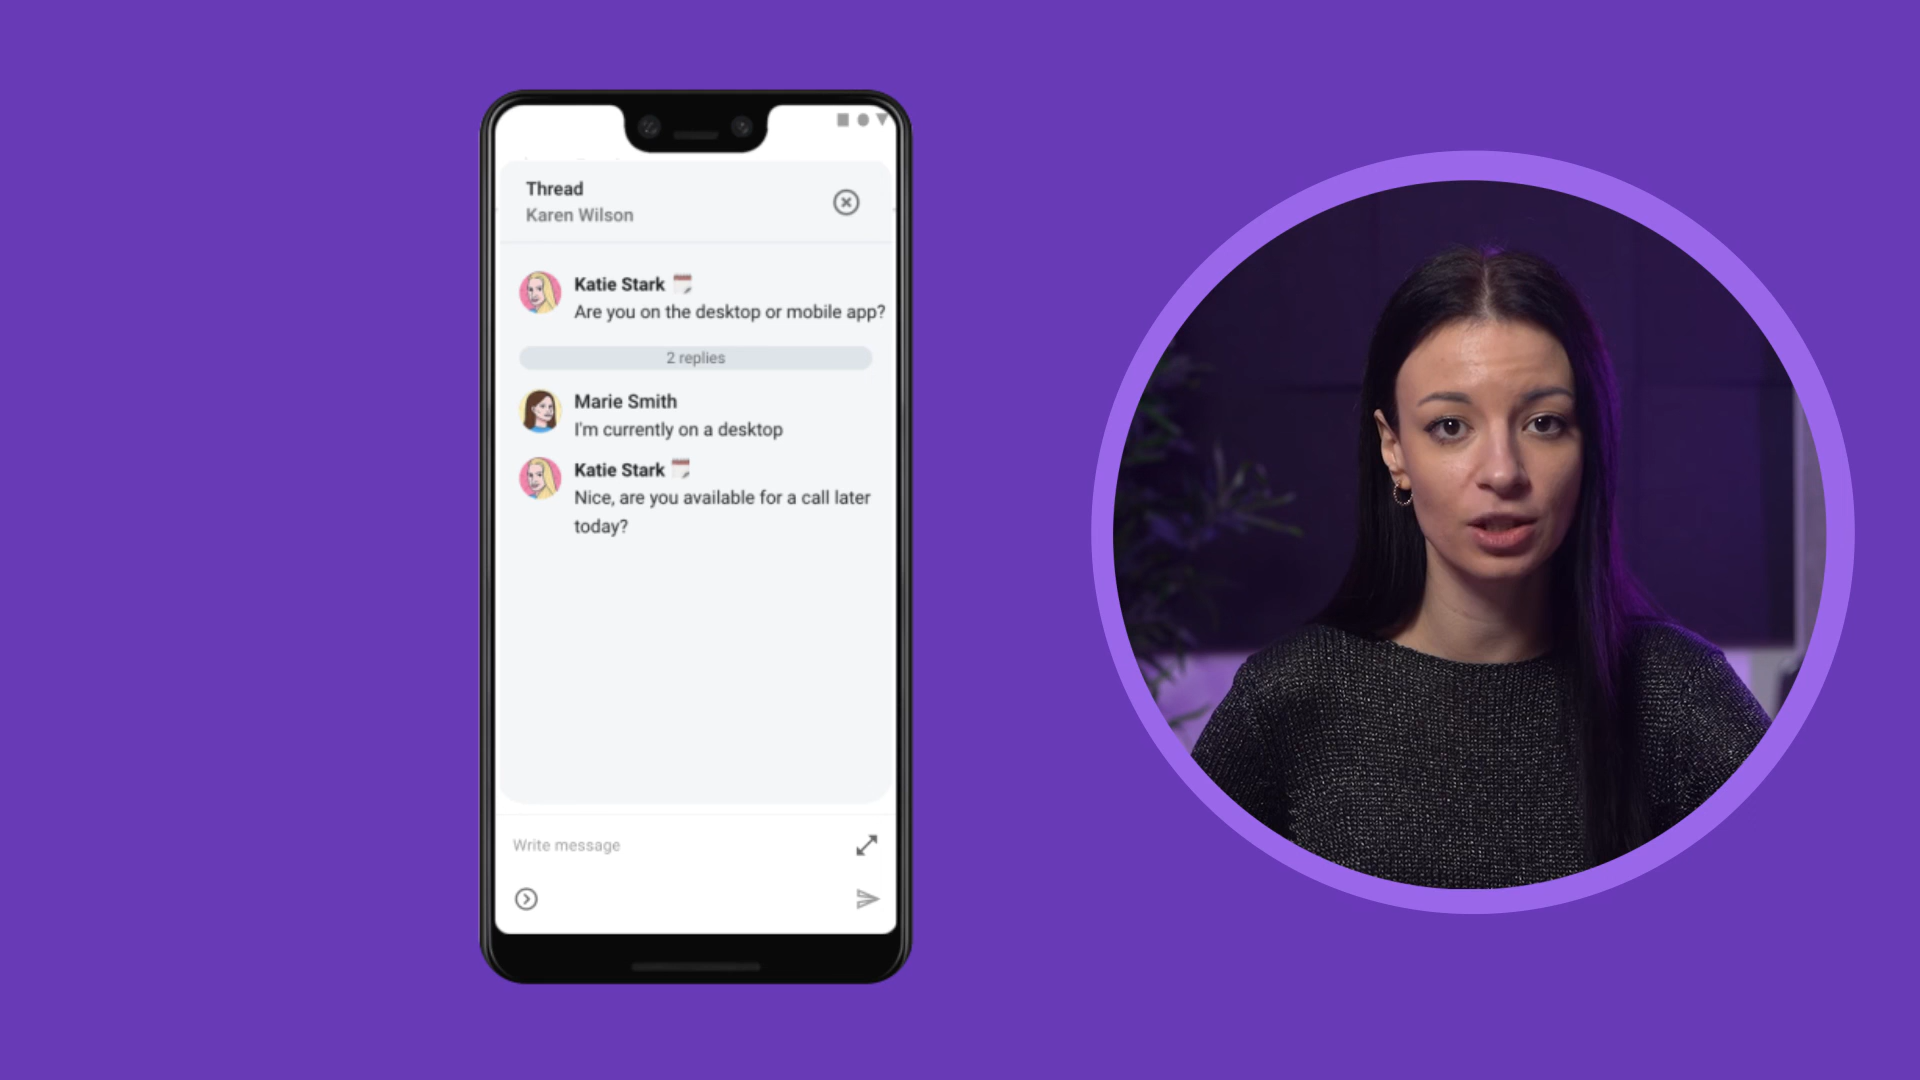 Thread
Karen Wilson
Katie Stark
Are you on the desktop or mobile app?
2 replies
Marie Smith
I'm currently on a desktop
Katie Stark
Nice, are you available for a call later
today?
Write message